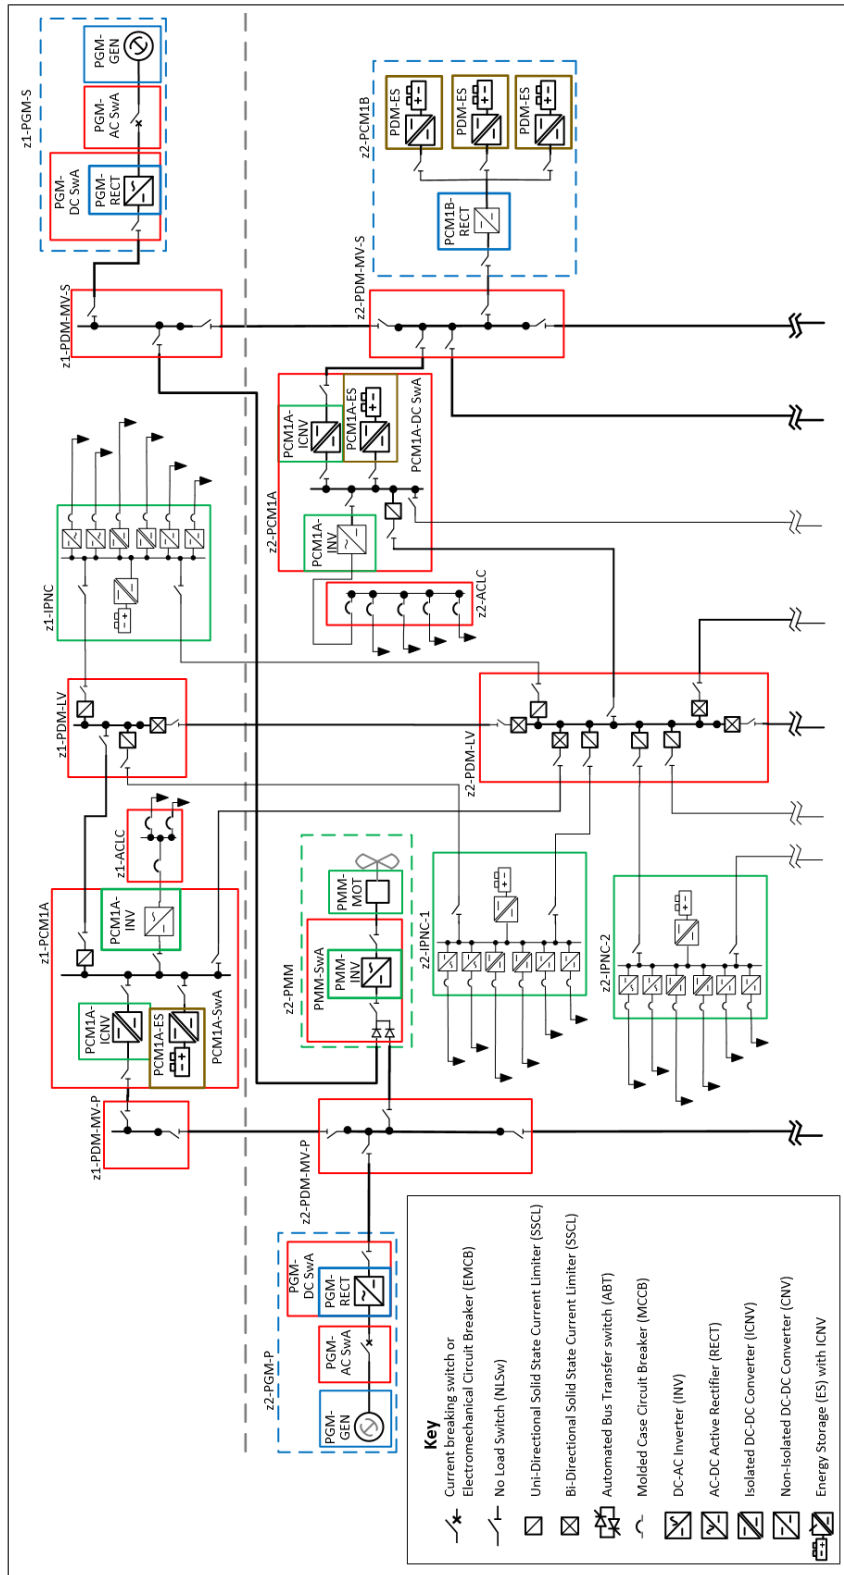 z1-PGM-S
PGM-
GEN
PGM-
AC SwA
PGM-
DC SwA
PGM-
RECT
z1-PDM-MV-S
z1-IPNC
z1-PDM-LV
z1-ACLC
z1-PCM1A
PCM1A-
INV
PCM1A-
ICNV
PCM1A-ES
PCM1A-SwA
z1-PDM-MV-P
z2-PCM1B
PDM-ES
PDM-ES
PDM-ES
PCM1B-
RECT
z2-PDM-MV-S
z2-PCM1A
PCM1A-
ICNV
PCM1A-ES
PCM1A-DC SwA
PCM1A-
INV
z2-ACLC
z2-PDM-LV
z2-PMM
PMM-
MOT
PMM-SwA
PMM-
INV
z2-IPNC-1
z2-IPNC-2
z2-PDM-MV-P
z2-PGM-P
PGM-
DC SwA
PGM-
RECT
PGM-
AC SwA
PGM-
GEN
Key
Current breaking switch or
Electromechanical Circuit Breaker (EMCB)
No Load Switch (NLSw)
Uni-Directional Solid State Current Limiter (SSCL)
Bi-Directional Solid State Current Limiter (SSCL)
Automated Bus Transfer switch (ABT)
Molded Case Circuit Breaker (MCCB)
DC-AC Inverter (INV)
AC-DC Active Rectifier (RECT)
Isolated DC-DC Converter (ICNV)
Non-Isolated DC-DC Converter (CNV)
Energy Storage (ES) with ICNV